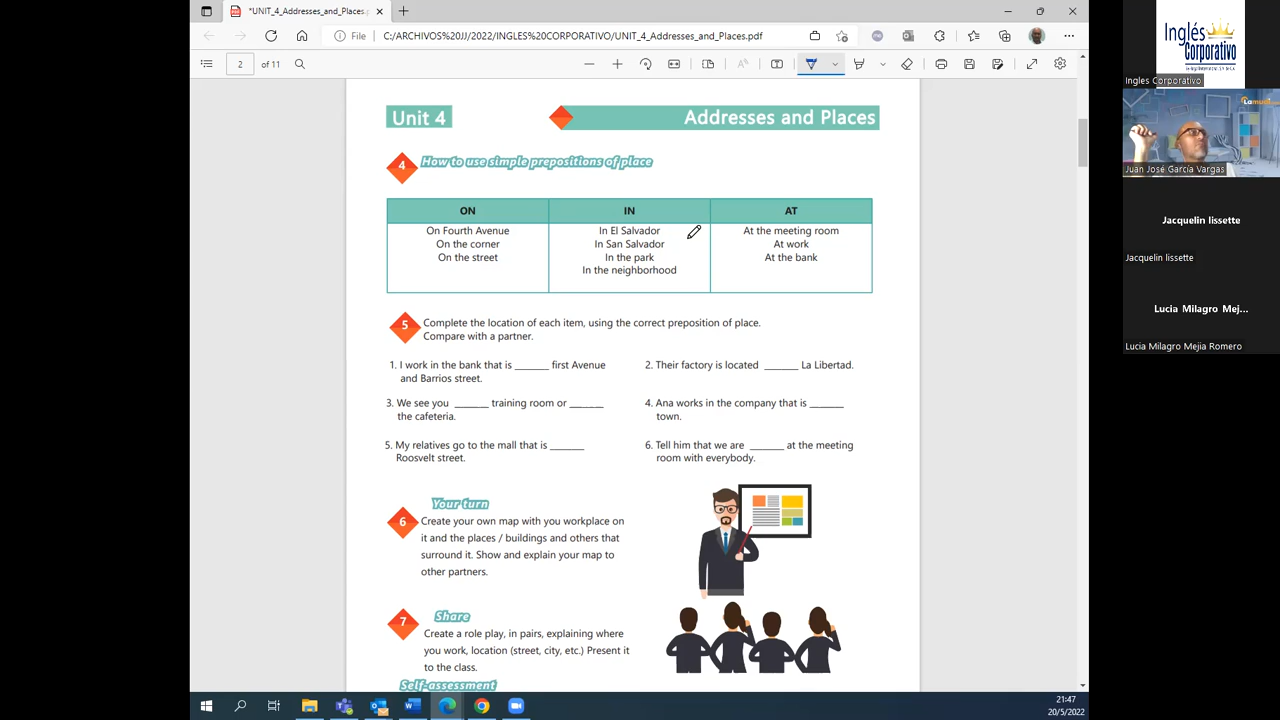 *UNIT_4_Addresses_and_Places.p
File
C:/ARCHIVOS%20JJ/2022/INGLES%20CORPORATIVO/UNIT_4_Addresses_and_Places.pdf
2 of 11
Unit 4
Addresses and Places
4 How to use simple prepositions of place
ON IN AT
On Fourth Avenue In El Salvador At the meeting room
On the corner In San Salvador At work
On the street In the park At the bank
In the neighborhood
5 Complete the location of each item, using the correct preposition of place.
Compare with a partner.
1. I work in the bank that is _______ first Avenue
and Barrios street.
2. Their factory is located _______ La Libertad.
3. We see you _______ training room or _______
the cafeteria.
4. Ana works in the company that is _______
town.
5. My relatives go to the mall that is _______
Roosvelt street.
6. Tell him that we are _______ at the meeting
room with everybody.
Your turn
6 Create your own map with you workplace on
it and the places / buildings and others that
surround it. Show and explain your map to
other partners.
Share
7 Create a role play, in pairs, explaining where
you work, location (street, city, etc.) Present it
to the class.
Self-assessment
Inglés
Corporativo
Ingles Corporativo
Juan José García Vargas
Jacquelin lissette
Jacquelin lissette
Lucia Milagro Mej...
Lucia Milagro Mejia Romero
21:47
20/5/2022